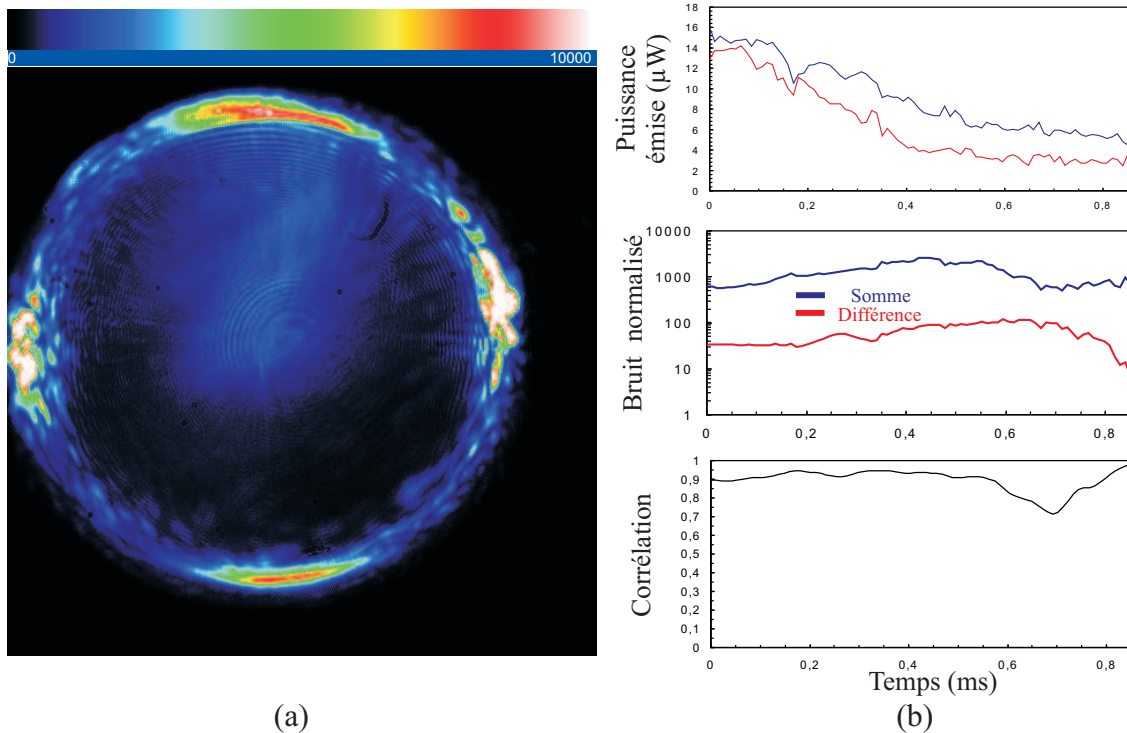 0 10000
Puissance
émise (µW)
18
16
14
12
10
8
6
4
2
0
0 0,2 0,4 0,6 0,8
Bruit normalisé
10000
1000
100
10
1
Somme
Différence
0 0,2 0,4 0,6 0,8
Corrélation
1
0,9
0,8
0,7
0,6
0,5
0,4
0,3
0,2
0,1
0
0 0,2 0,4 0,6 0,8
Temps (ms)
(a) (b)